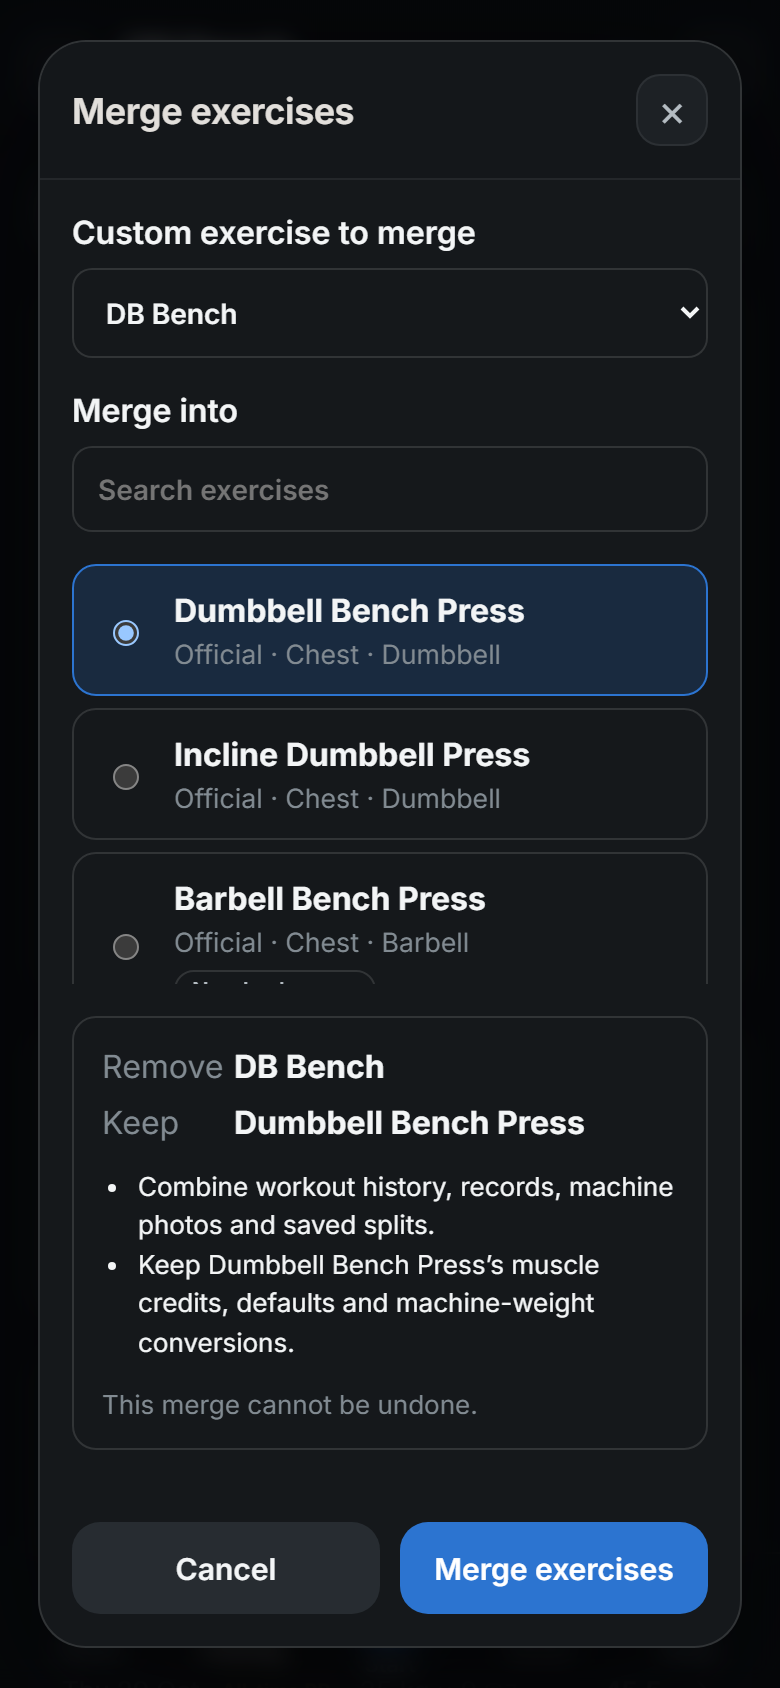 Merge exercises
Custom exercise to merge
DB Bench
Merge into
Search exercises
Dumbbell Bench Press
Official · Chest · Dumbbell
Incline Dumbbell Press
Official · Chest · Dumbbell
Barbell Bench Press
Official · Chest · Barbell
Remove DB Bench
Keep Dumbbell Bench Press
• Combine workout history, records, machine
photos and saved splits.
• Keep Dumbbell Bench Press’s muscle
credits, defaults and machine-weight
conversions.
This merge cannot be undone.
Cancel
Merge exercises